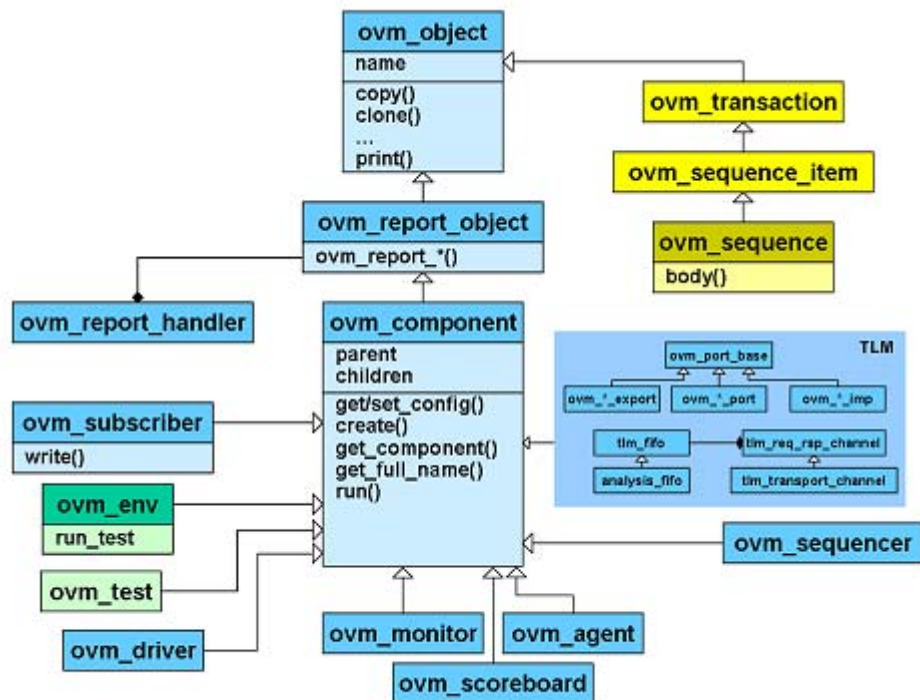 ovm_object
name
copy()
clone()
...
print()
ovm_transaction
ovm_sequence_item
ovm_sequence
body()
ovm_report_object
ovm_report_*()
ovm_report_handler
ovm_component
parent
children
get/set_config()
create()
get_component()
get_full_name()
run()
TLM
ovm_port_base
ovm_*_export
ovm_*_port
ovm_*_imp
tlm_fifo
tlm_req_rsp_channel
analysis_fifo
tlm_transport_channel
ovm_subscriber
write()
ovm_env
run_test
ovm_test
ovm_driver
ovm_sequencer
ovm_monitor
ovm_agent
ovm_scoreboard